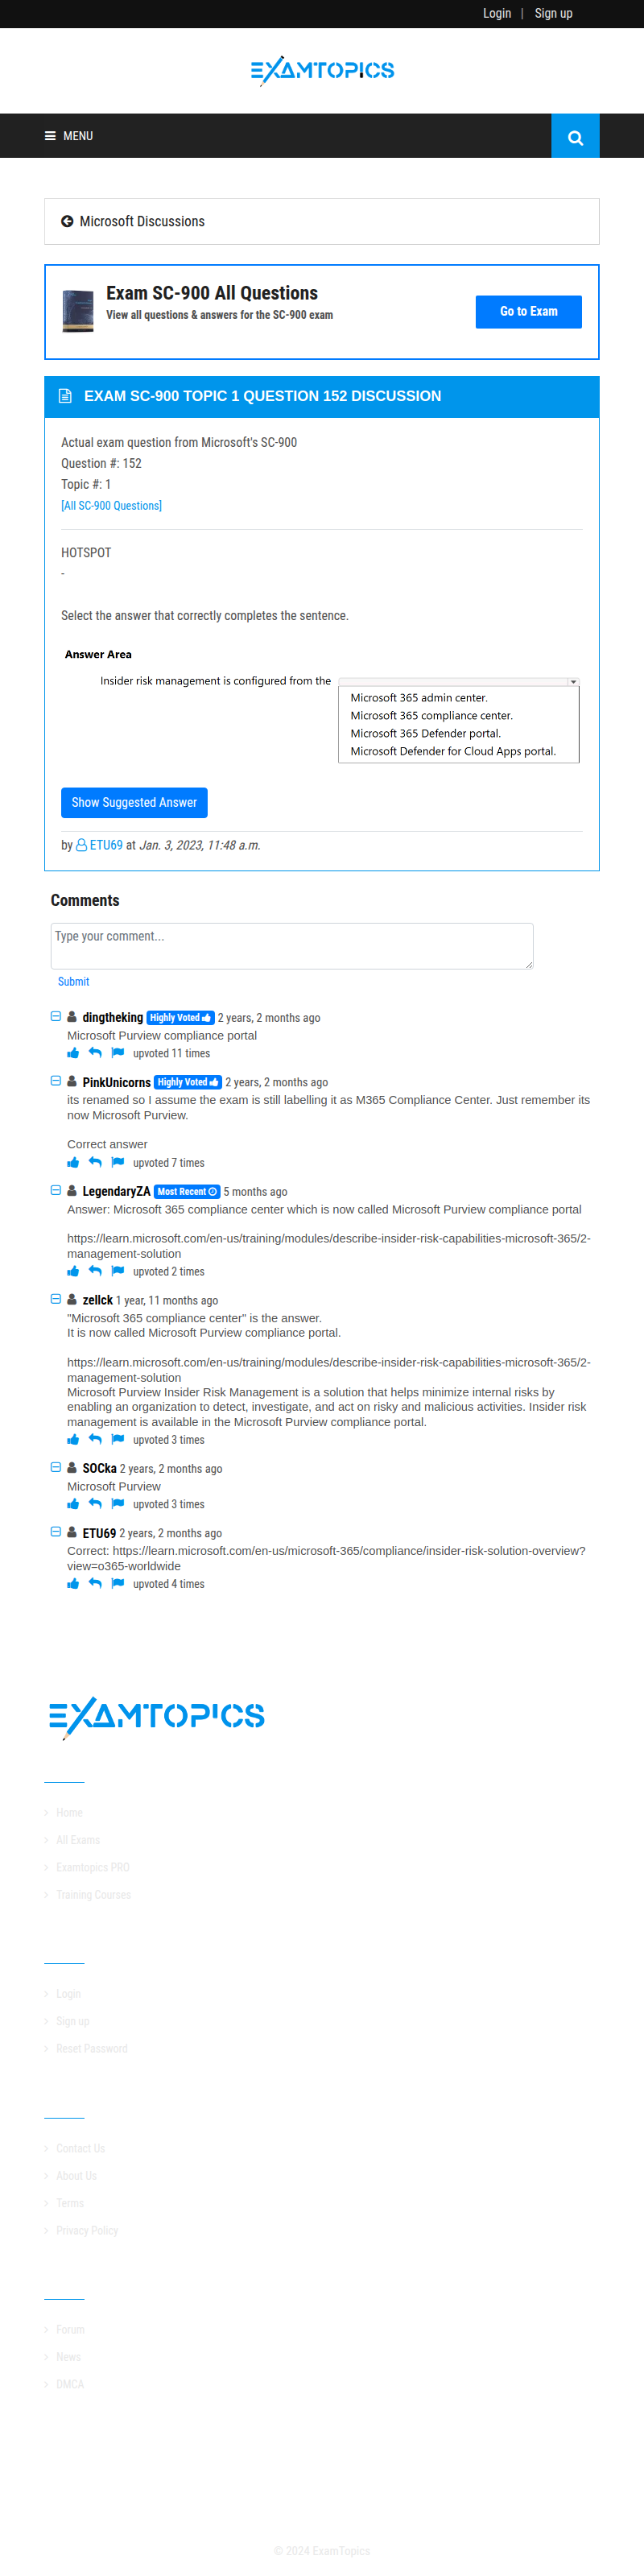 Login | Sign up
EXAMTOPICS
MENU
Microsoft Discussions
Exam SC-900 All Questions
View all questions & answers for the SC-900 exam
Go to Exam
EXAM SC-900 TOPIC 1 QUESTION 152 DISCUSSION
Actual exam question from Microsoft's SC-900
Question #: 152
Topic #: 1
[All SC-900 Questions]
HOTSPOT
-
Select the answer that correctly completes the sentence.
Answer Area
Insider risk management is configured from the
Microsoft 365 admin center.
Microsoft 365 compliance center.
Microsoft 365 Defender portal.
Microsoft Defender for Cloud Apps portal.
Show Suggested Answer
by ETU69 at Jan. 3, 2023, 11:48 a.m.
Comments
Type your comment...
Submit
dingtheking Highly Voted 2 years, 2 months ago
Microsoft Purview compliance portal
upvoted 11 times
PinkUnicorns Highly Voted 2 years, 2 months ago
its renamed so I assume the exam is still labelling it as M365 Compliance Center. Just remember its
now Microsoft Purview.
Correct answer
upvoted 7 times
LegendaryZA Most Recent 5 months ago
Answer: Microsoft 365 compliance center which is now called Microsoft Purview compliance portal
https://learn.microsoft.com/en-us/training/modules/describe-insider-risk-capabilities-microsoft-365/2-
management-solution
upvoted 2 times
zellck 1 year, 11 months ago
"Microsoft 365 compliance center" is the answer.
It is now called Microsoft Purview compliance portal.
https://learn.microsoft.com/en-us/training/modules/describe-insider-risk-capabilities-microsoft-365/2-
management-solution
Microsoft Purview Insider Risk Management is a solution that helps minimize internal risks by
enabling an organization to detect, investigate, and act on risky and malicious activities. Insider risk
management is available in the Microsoft Purview compliance portal.
upvoted 3 times
SOCka 2 years, 2 months ago
Microsoft Purview
upvoted 3 times
ETU69 2 years, 2 months ago
Correct: https://learn.microsoft.com/en-us/microsoft-365/compliance/insider-risk-solution-overview?
view=o365-worldwide
upvoted 4 times
EXAMTOPICS
Home
All Exams
Examtopics PRO
Training Courses
Login
Sign up
Reset Password
Contact Us
About Us
Terms
Privacy Policy
Forum
News
DMCA
© 2024 ExamTopics